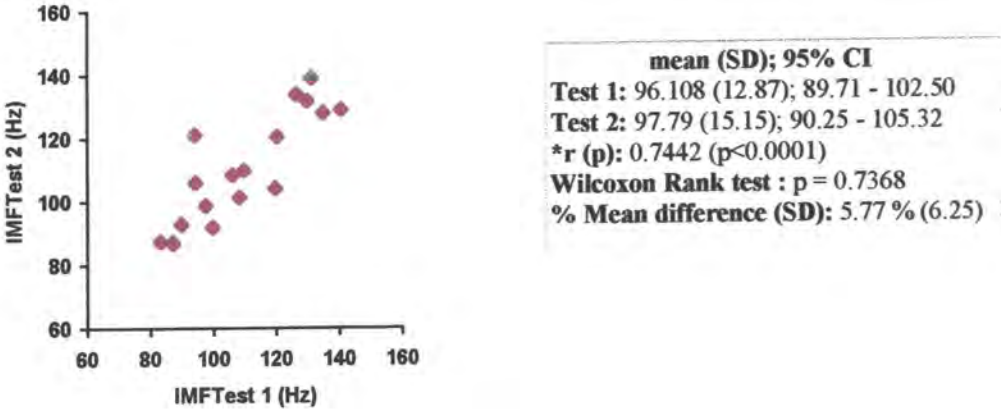 160
140
120
100
80
60
60 80 100 120 140 160
IMFTest 2 (Hz)
IMFTest 1 (Hz)
mean (SD); 95% CI
Test 1: 96.108 (12.87); 89.71 - 102.50
Test 2: 97.79 (15.15); 90.25 - 105.32
*r (p): 0.7442 (p<0.0001)
Wilcoxon Rank test : p = 0.7368
% Mean difference (SD): 5.77 % (6.25)